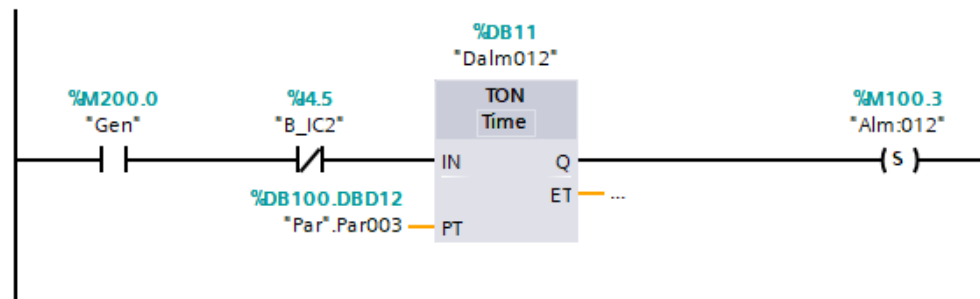 %DB11
"Dalm012"
%M200.0
"Gen"
%I4.5
"B_IC2"
TON
Time
%M100.3
"Alm:012"
S
IN
Q
%DB100.DBD12
"Par".Par003
ET
...
PT